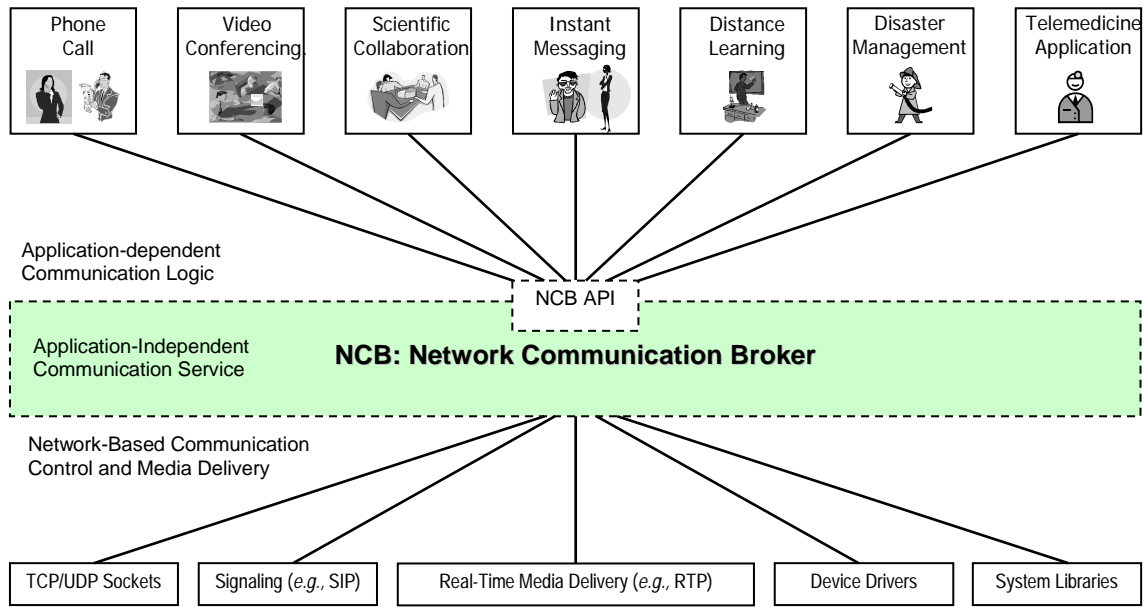 Phone
Call
Video
Conferencing.
Scientific
Collaboration
Instant
Messaging
Distance
Learning
Disaster
Management
Telemedicine
Application
Application-dependent
Communication Logic
NCB API
Application-Independent
Communication Service
NCB: Network Communication Broker
Network-Based Communication
Control and Media Delivery
TCP/UDP Sockets
Signaling (e.g., SIP)
Real-Time Media Delivery (e.g., RTP)
Device Drivers
System Libraries